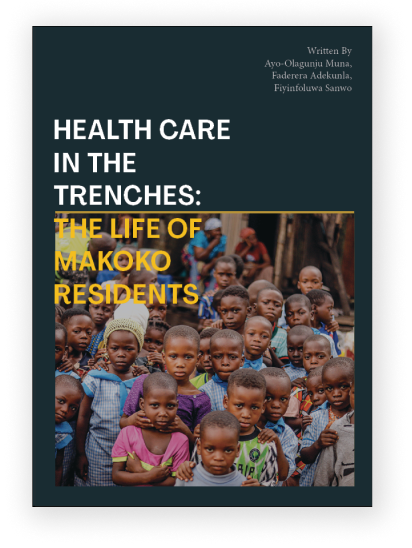 Written By
Ayo-Olagunju Muna,
Faderera Adekunla,
Fiyinfoluwa Sanwo
HEALTH CARE
IN THE
TRENCHES:
THE LIFE OF
MAKOKO
RESIDENTS